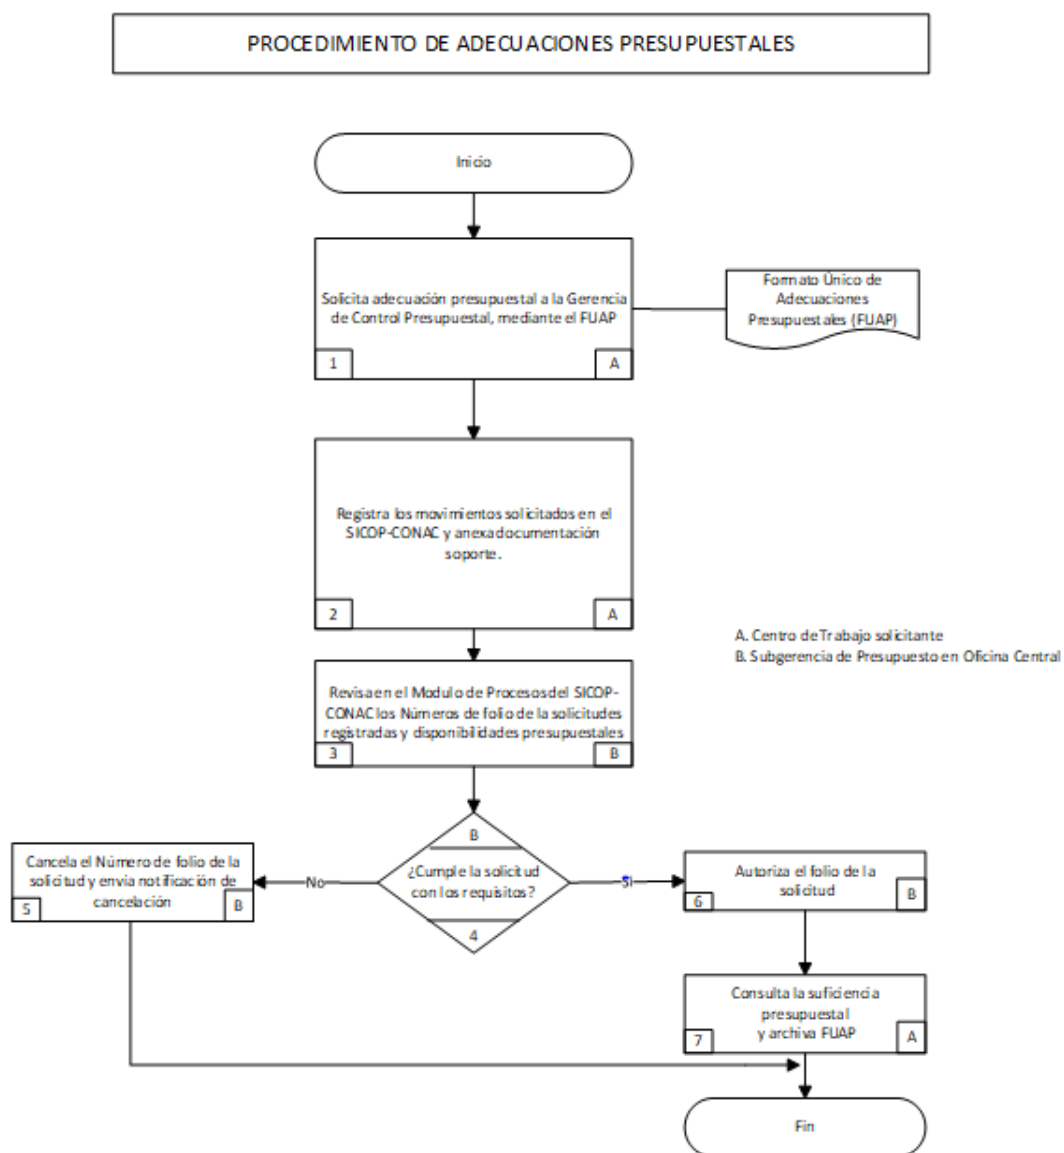 PROCEDIMIENTO DE ADECUACIONES PRESUPUESTALES
Inicio
Solicita adecuación presupuestal a la Gerencia
de Control Presupuestal, mediante el FUAP
1
A
Formato Único de
Adecuaciones
Presupuestales (FUAP)
Registra los movimientos solicitados en el
SICOP-CONAC y anexa documentación
soporte.
2
A
A. Centro de Trabajo solicitante
B. Subgerencia de Presupuesto en Oficina Central
Revisa en el Modulo de Procesos del SICOP-
CONAC los Números de folio de la solicitudes
registradas y disponibilidades presupuestales
3
B
B
¿Cumple la solicitud
con los requisitos?
4
No
Si
Cancela el Número de folio de la
solicitud y envía notificación de
cancelación
5
B
Autoriza el folio de la
solicitud
6
B
Consulta la suficiencia
presupuestal
y archiva FUAP
7
A
Fin